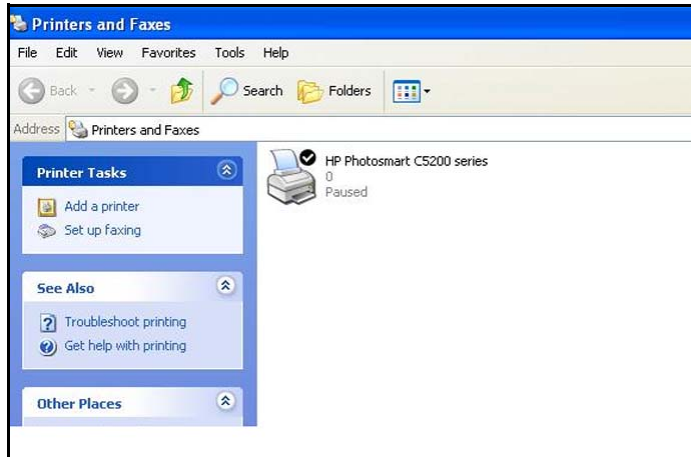 Printers and Faxes
File Edit View Favorites Tools Help
Back Search Folders
Address Printers and Faxes
Printer Tasks
Add a printer
Set up faxing
See Also
Troubleshoot printing
Get help with printing
Other Places
HP Photosmart C5200 series
0
Paused